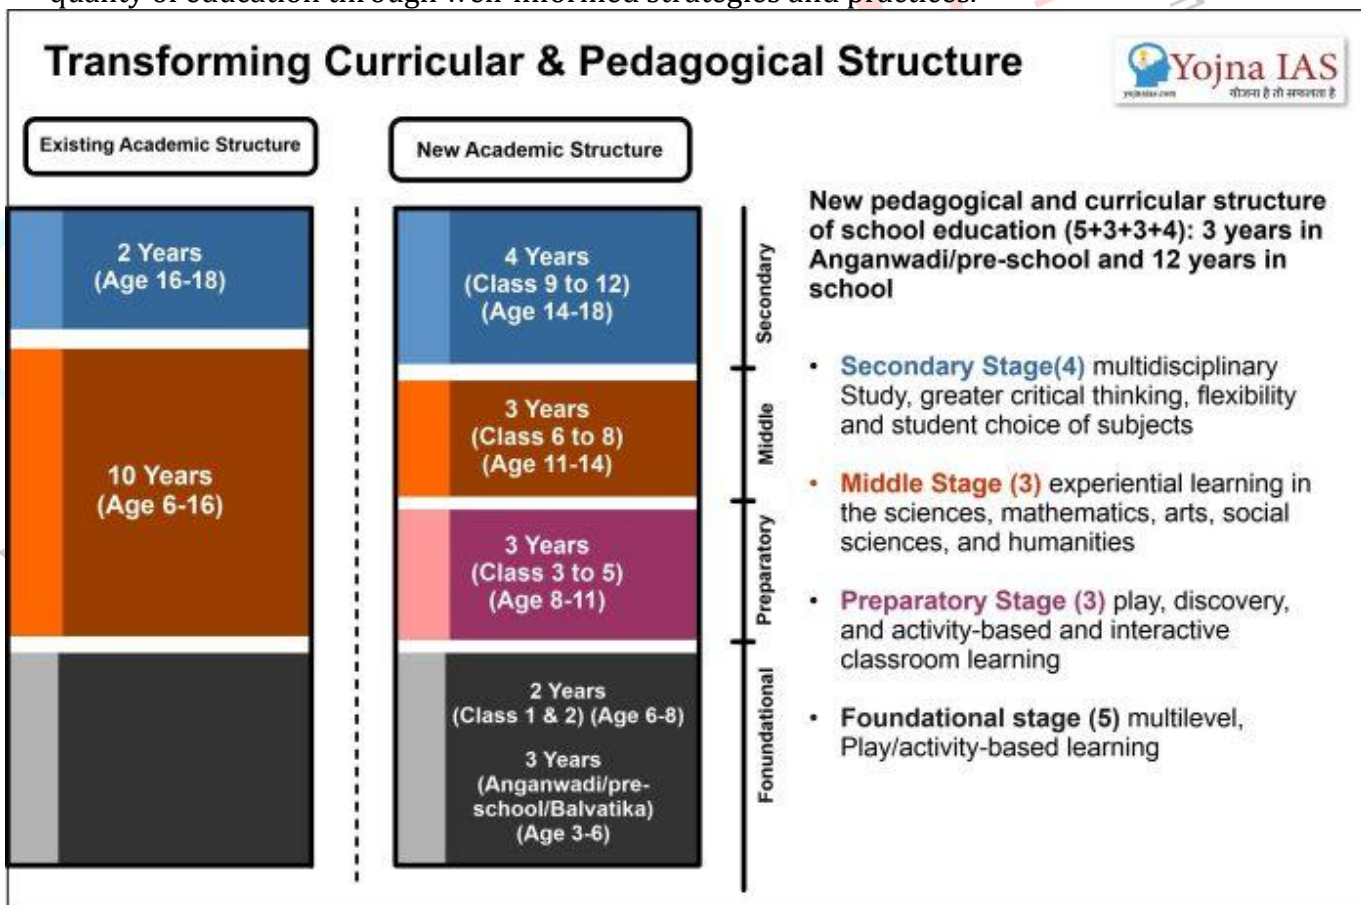 quality of education through well-informed strategies and practices.
Transforming Curricular & Pedagogical Structure
Yojna IAS
yojnaias.com
योजना है तो सफलता है
Existing Academic Structure
2 Years
(Age 16-18)
10 Years
(Age 6-16)
New Academic Structure
4 Years
(Class 9 to 12)
(Age 14-18)
3 Years
(Class 6 to 8)
(Age 11-14)
3 Years
(Class 3 to 5)
(Age 8-11)
2 Years
(Class 1 & 2) (Age 6-8)
3 Years
(Anganwadi/pre-
school/Balvatika)
(Age 3-6)
Secondary
Middle
Preparatory
Fonundational
New pedagogical and curricular structure
of school education (5+3+3+4): 3 years in
Anganwadi/pre-school and 12 years in
school
• Secondary Stage(4) multidisciplinary
Study, greater critical thinking, flexibility
and student choice of subjects
• Middle Stage (3) experiential learning in
the sciences, mathematics, arts, social
sciences, and humanities
• Preparatory Stage (3) play, discovery,
and activity-based and interactive
classroom learning
• Foundational stage (5) multilevel,
Play/activity-based learning